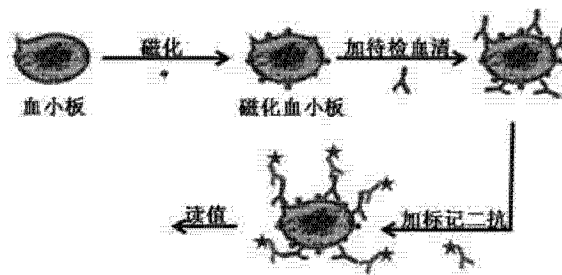 磁化
加待检血清
血小板
磁化血小板
读值
加标记二抗